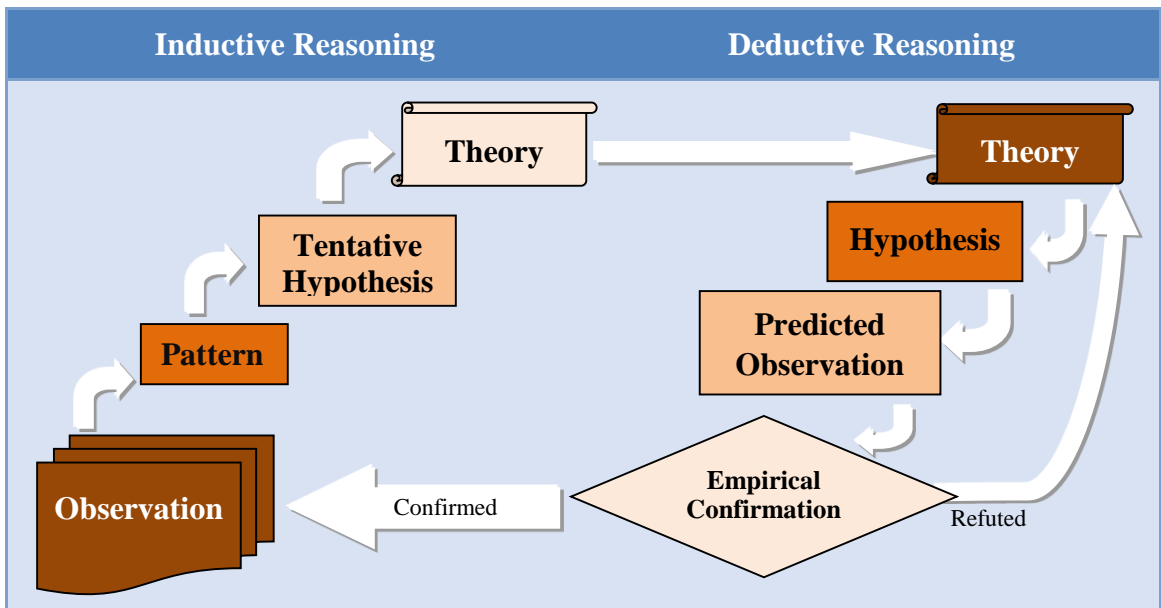 Inductive Reasoning
Deductive Reasoning
Theory
Theory
Tentative
Hypothesis
Hypothesis
Pattern
Predicted
Observation
Observation
Confirmed
Empirical
Confirmation
Refuted